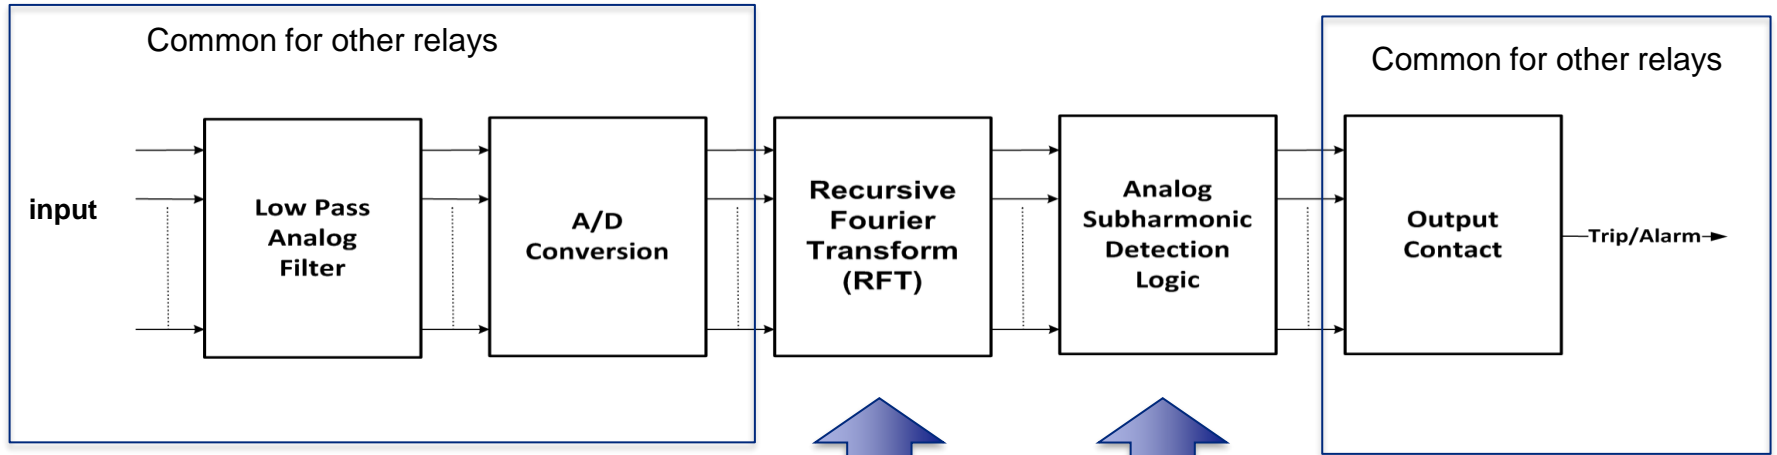 Common for other relays
Common for other relays
input
Low Pass
Analog
Filter
A/D
Conversion
Recursive
Fourier
Transform
(RFT)
Analog
Subharmonic
Detection
Logic
Output
Contact
Trip/Alarm